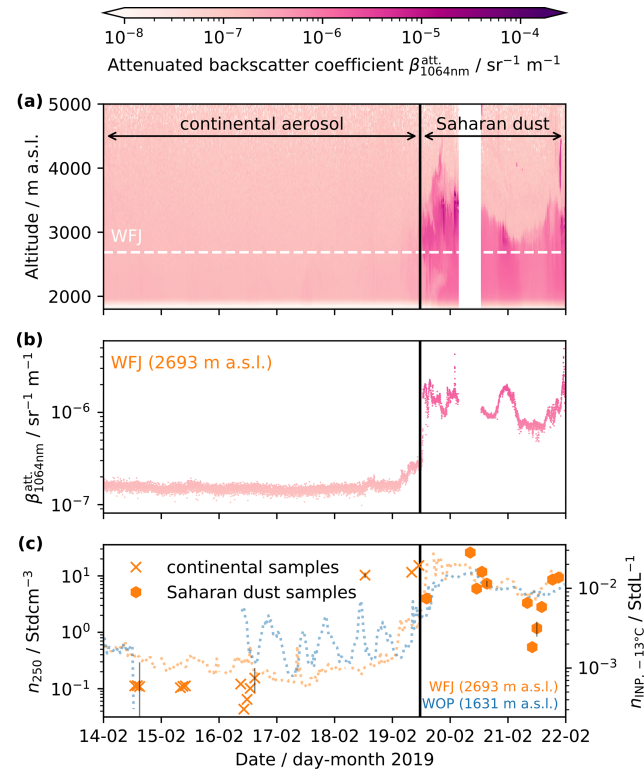 10⁻⁸ 10⁻⁷ 10⁻⁶ 10⁻⁵ 10⁻⁴
Attenuated backscatter coefficient β^att._1064nm / sr⁻¹ m⁻¹
(a)
continental aerosol
Saharan dust
WFJ
Altitude / m a.s.l.
5000
4000
3000
2000
(b)
WFJ (2693 m a.s.l.)
β^att._1064nm / sr⁻¹ m⁻¹
10⁻⁶
10⁻⁷
(c)
continental samples
Saharan dust samples
n₂₅₀ / Stdcm⁻³
10¹
10⁰
10⁻¹
10⁻²
10⁻³
n_INP,−13°C / StdL⁻¹
WFJ (2693 m a.s.l.)
WOP (1631 m a.s.l.)
14-02 15-02 16-02 17-02 18-02 19-02 20-02 21-02 22-02
Date / day-month 2019